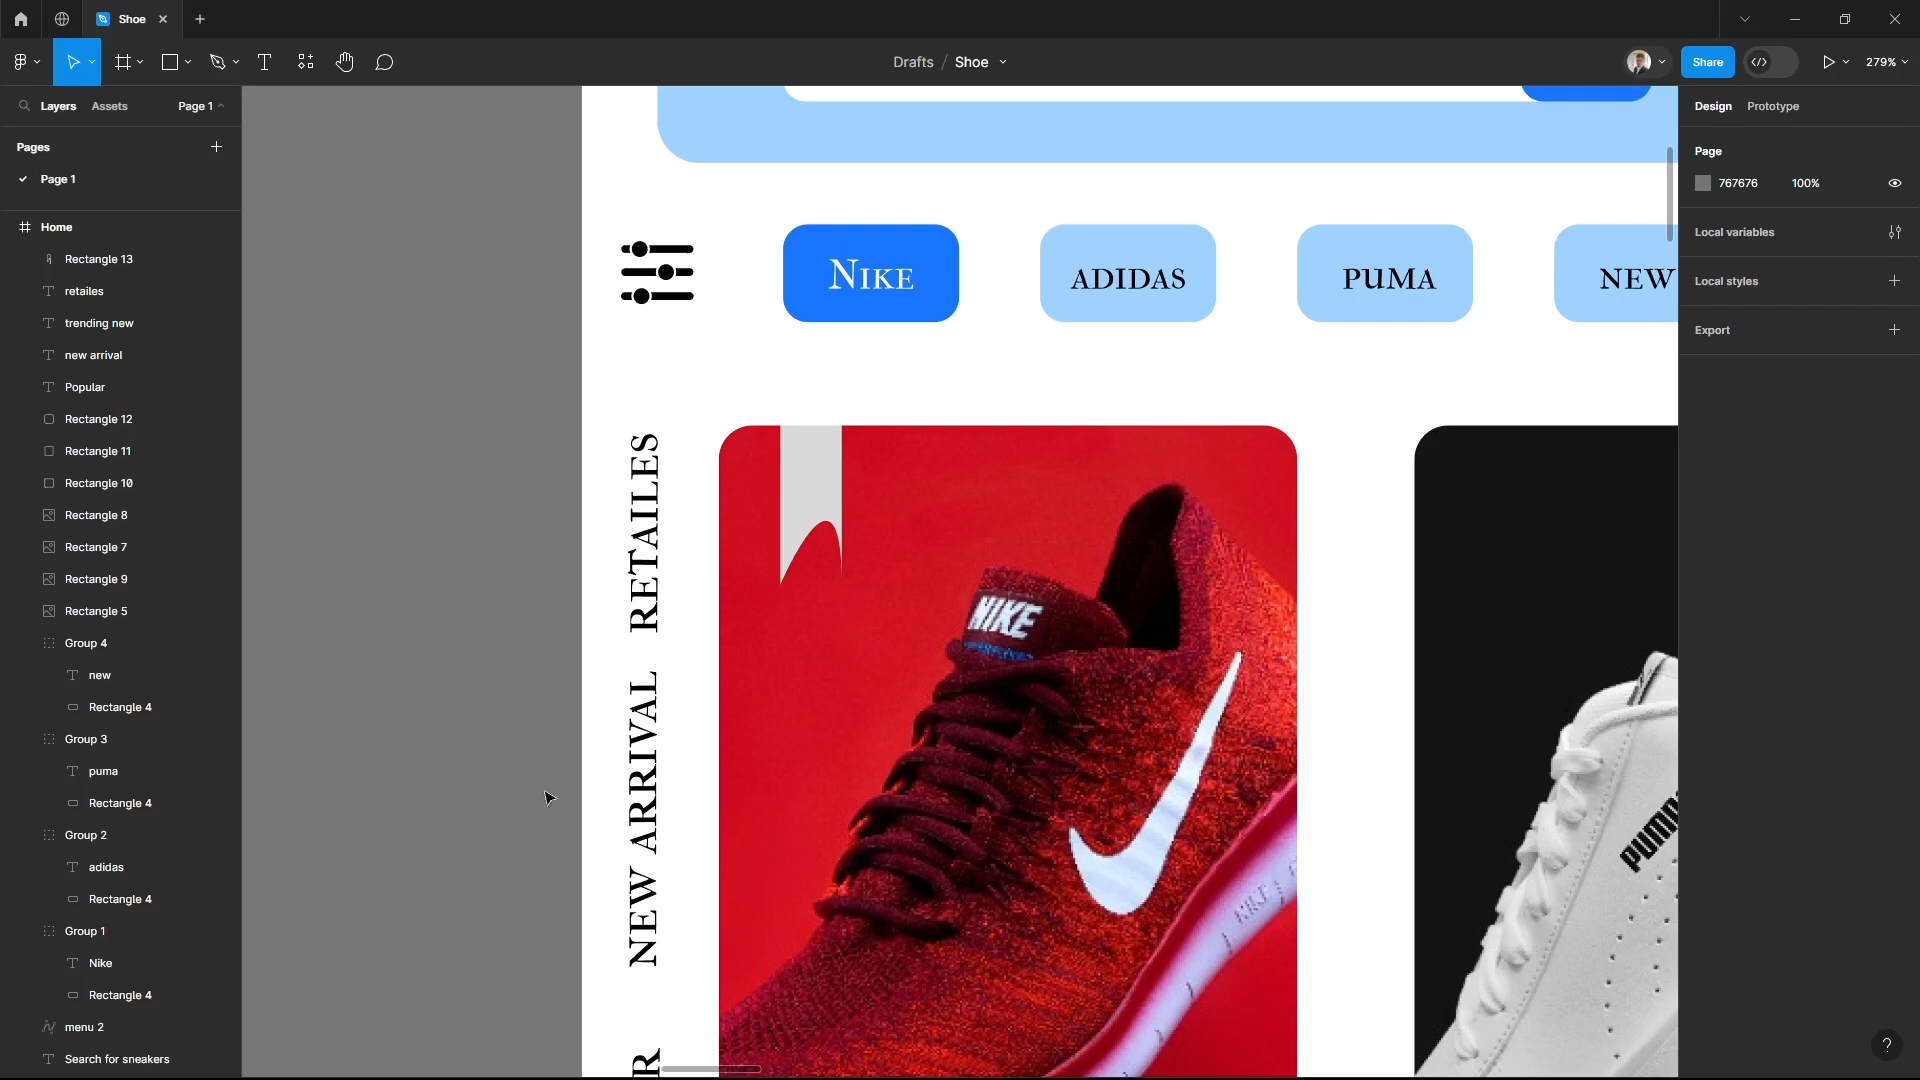 Shoe
Drafts / Shoe
Share
279%
Layers
Assets
Page 1
Pages
Page 1
Home
Rectangle 13
retailes
trending new
new arrival
Popular
Rectangle 12
Rectangle 11
Rectangle 10
Rectangle 8
Rectangle 7
Rectangle 9
Rectangle 5
Group 4
new
Rectangle 4
Group 3
puma
Rectangle 4
Group 2
adidas
Rectangle 4
Group 1
Nike
Rectangle 4
menu 2
Search for sneakers
Nike
adidas
puma
new
retailes
new arrival
r
NIKE
NIKE
PUMA
Design
Prototype
Page
767676
100%
Local variables
Local styles
Export
?